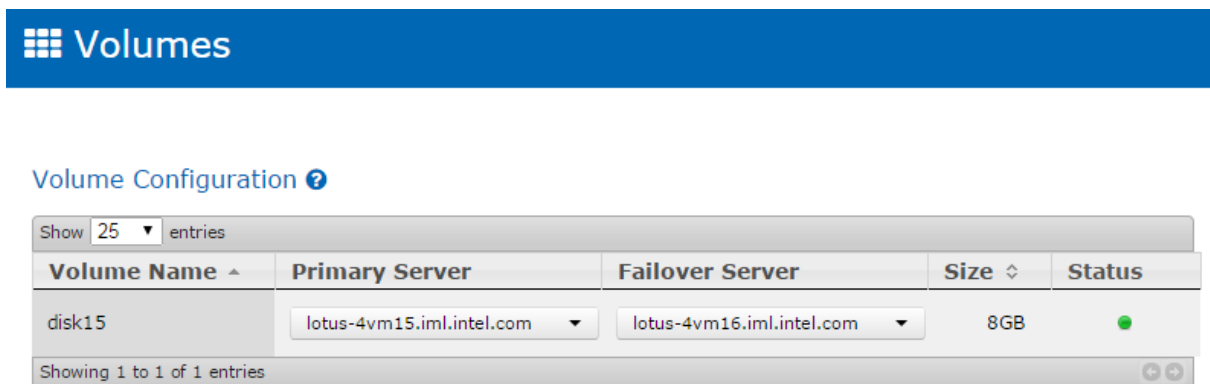 Volumes
Volume Configuration ?
Show 25 entries
Volume Name Primary Server Failover Server Size Status
disk15 lotus-4vm15.iml.intel.com lotus-4vm16.iml.intel.com 8GB
Showing 1 to 1 of 1 entries